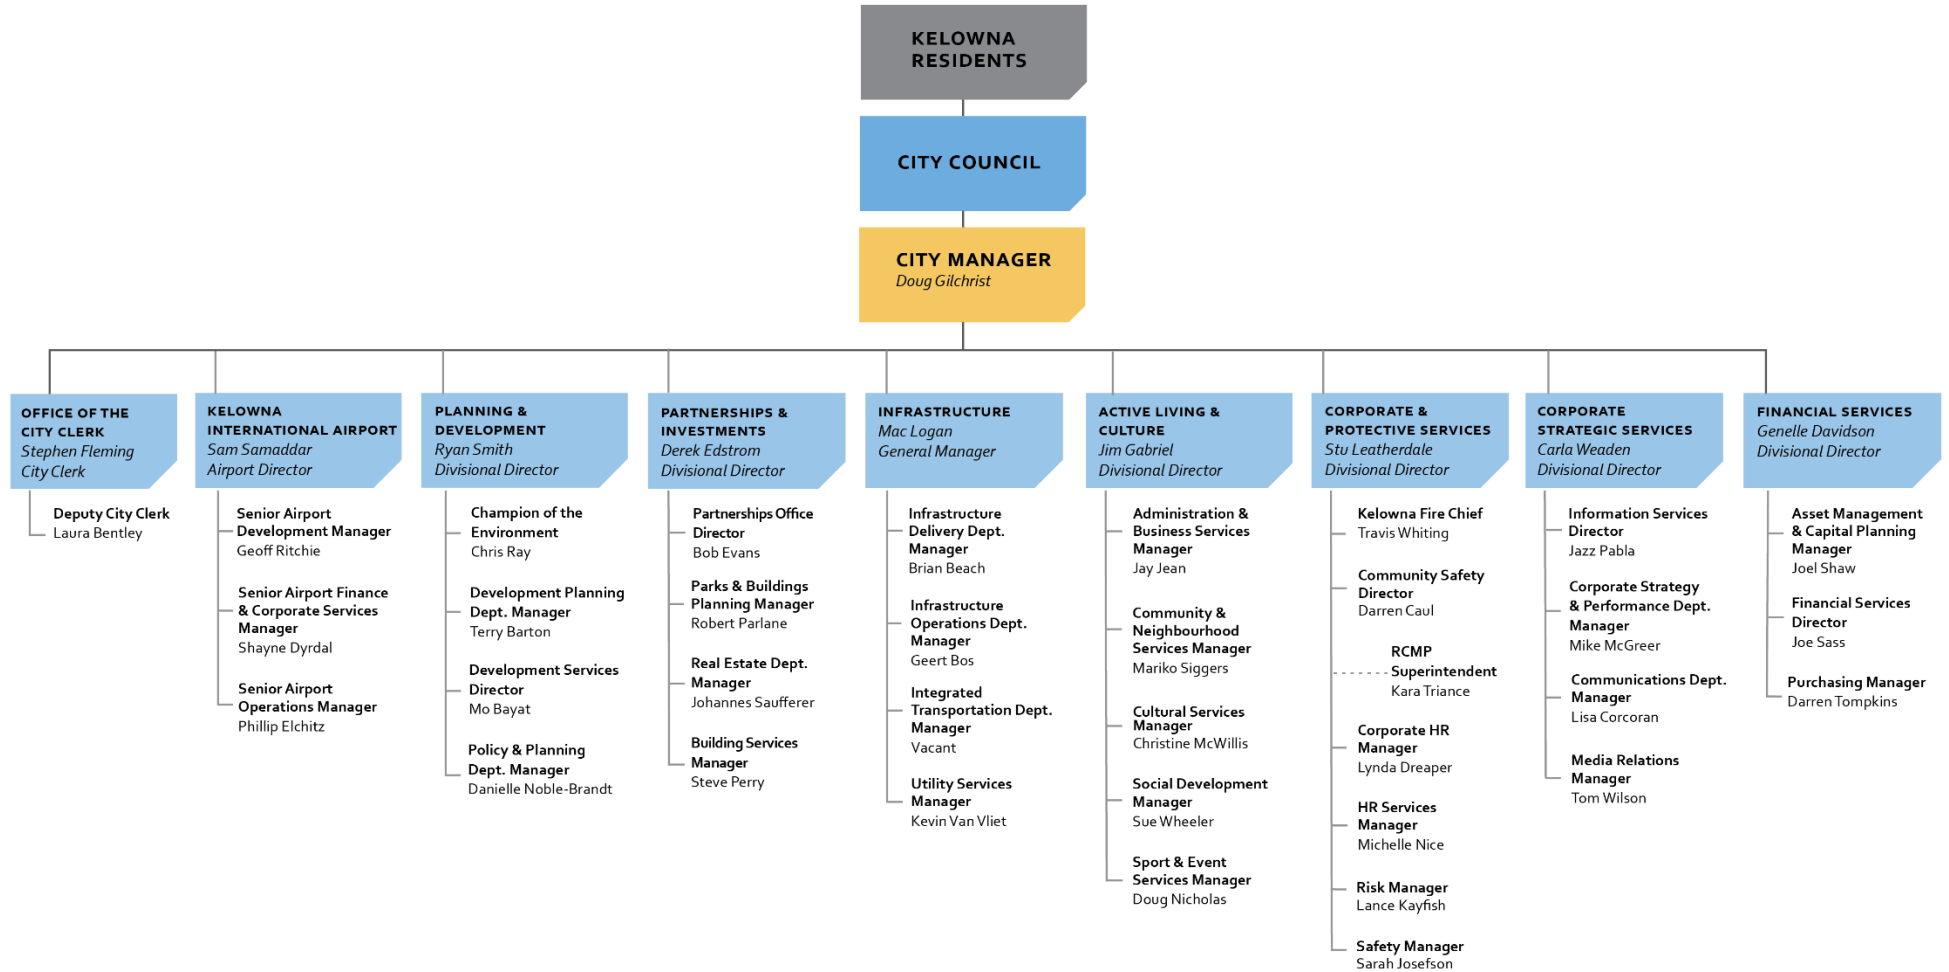 KELOWNA
RESIDENTS
CITY COUNCIL
CITY MANAGER
Doug Gilchrist
OFFICE OF THE
CITY CLERK
Stephen Fleming
City Clerk
Deputy City Clerk
Laura Bentley
KELOWNA
INTERNATIONAL AIRPORT
Sam Samaddar
Airport Director
Senior Airport
Development Manager
Geoff Ritchie
Senior Airport Finance
& Corporate Services
Manager
Shayne Dyrdal
Senior Airport
Operations Manager
Phillip Elchitz
PLANNING &
DEVELOPMENT
Ryan Smith
Divisional Director
Champion of the
Environment
Chris Ray
Development Planning
Dept. Manager
Terry Barton
Development Services
Director
Mo Bayat
Policy & Planning
Dept. Manager
Danielle Noble-Brandt
PARTNERSHIPS &
INVESTMENTS
Derek Edstrom
Divisional Director
Partnerships Office
Director
Bob Evans
Parks & Buildings
Planning Manager
Robert Parlane
Real Estate Dept.
Manager
Johannes Saufferer
Building Services
Manager
Steve Perry
INFRASTRUCTURE
Mac Logan
General Manager
Infrastructure
Delivery Dept.
Manager
Brian Beach
Infrastructure
Operations Dept.
Manager
Geert Bos
Integrated
Transportation Dept.
Manager
Vacant
Utility Services
Manager
Kevin Van Vliet
ACTIVE LIVING &
CULTURE
Jim Gabriel
Divisional Director
Administration &
Business Services
Manager
Jay Jean
Community &
Neighbourhood
Services Manager
Mariko Siggers
Cultural Services
Manager
Christine McWillis
Social Development
Manager
Sue Wheeler
Sport & Event
Services Manager
Doug Nicholas
CORPORATE &
PROTECTIVE SERVICES
Stu Leatherdale
Divisional Director
Kelowna Fire Chief
Travis Whiting
Community Safety
Director
Darren Caul
RCMP
Superintendent
Kara Triance
Corporate HR
Manager
Lynda Dreaper
HR Services
Manager
Michelle Nice
Risk Manager
Lance Kayfish
Safety Manager
Sarah Josefson
CORPORATE
STRATEGIC SERVICES
Carla Weaden
Divisional Director
Information Services
Director
Jazz Pabla
Corporate Strategy
& Performance Dept.
Manager
Mike McGreer
Communications Dept.
Manager
Lisa Corcoran
Media Relations
Manager
Tom Wilson
FINANCIAL SERVICES
Genelle Davidson
Divisional Director
Asset Management
& Capital Planning
Manager
Joel Shaw
Financial Services
Director
Joe Sass
Purchasing Manager
Darren Tompkins